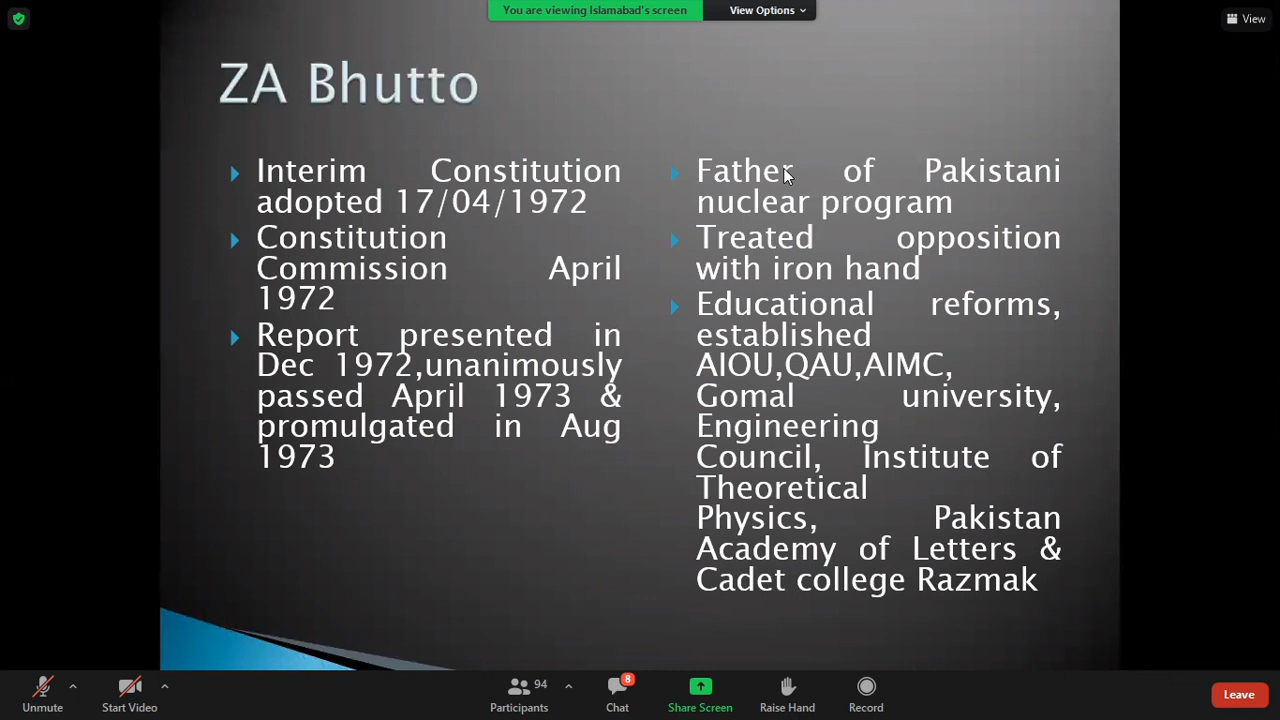 You are viewing Islamabad's screen
View Options
View
ZA Bhutto
Interim Constitution
adopted 17/04/1972
Constitution
Commission April
1972
Report presented in
Dec 1972,unanimously
passed April 1973 &
promulgated in Aug
1973
Father of Pakistani
nuclear program
Treated opposition
with iron hand
Educational reforms,
established
AIOU,QAU,AIMC,
Gomal university,
Engineering
Council, Institute of
Theoretical
Physics, Pakistan
Academy of Letters &
Cadet college Razmak
Unmute
Start Video
94
Participants
8
Chat
Share Screen
Raise Hand
Record
Leave